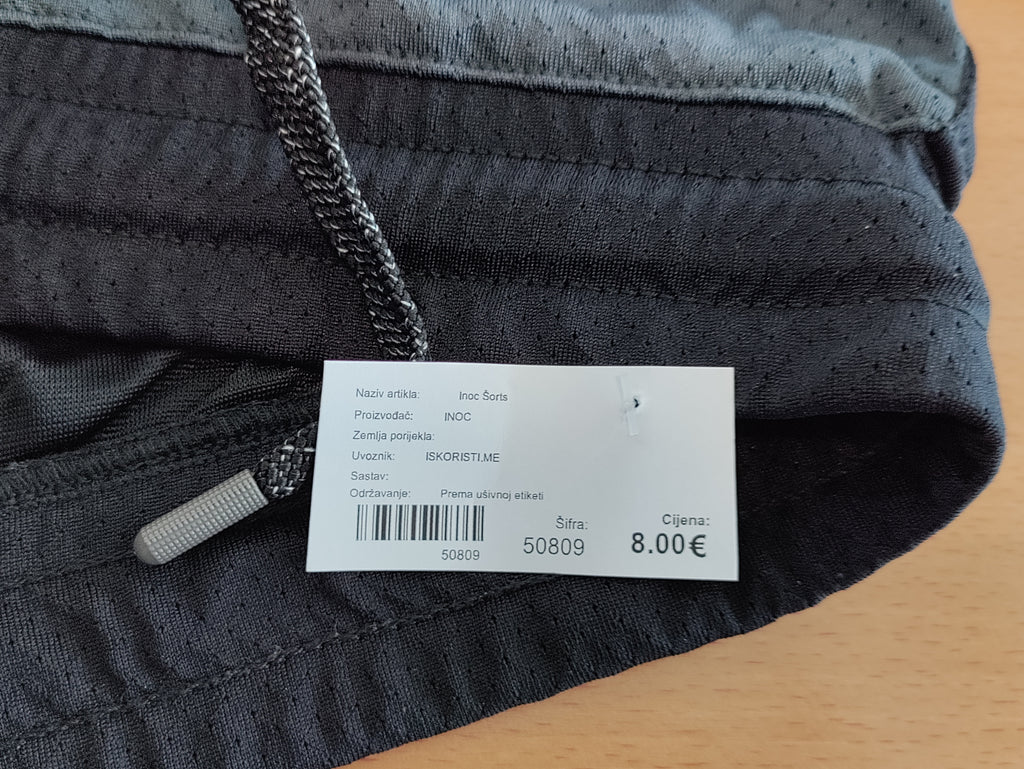 Naziv artikla: Inoc Šorts
Proizvođač: INOC
Zemlja porijekla:
Uvoznik: ISKORISTI.ME
Sastav:
Održavanje: Prema ušivnoj etiketi
50809
Šifra:
50809
Cijena:
8.00€